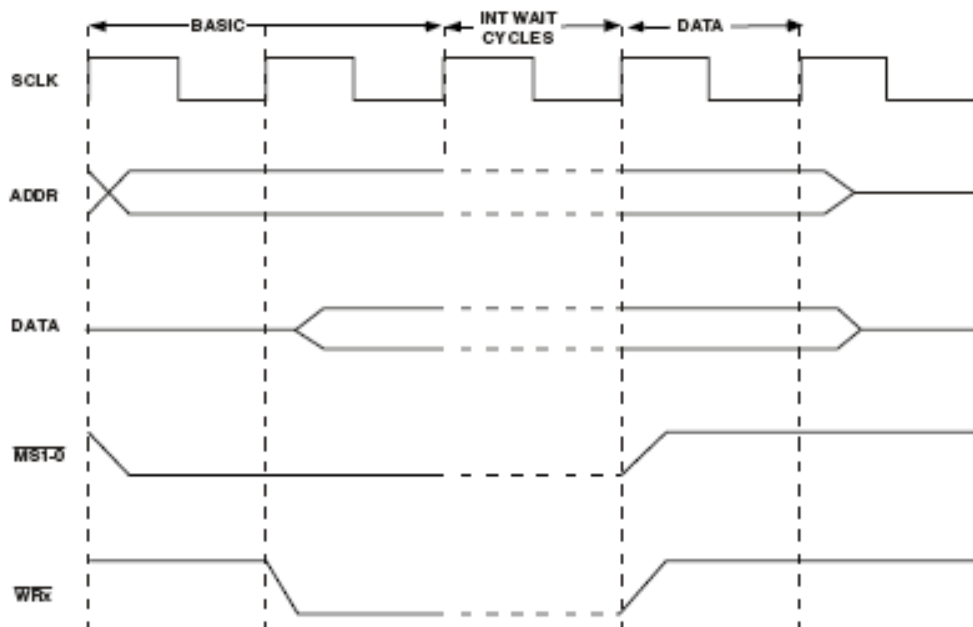 BASIC
INT WAIT
CYCLES
DATA
SCLK
ADDR
DATA
MS1-0
WRx